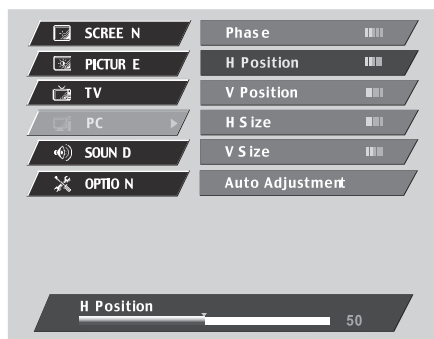 SCREE N
PICTUR E
TV
PC
SOUN D
OPTIO N
Phase
H Position
V Position
H Size
V Size
Auto Adjustment
H Position
50